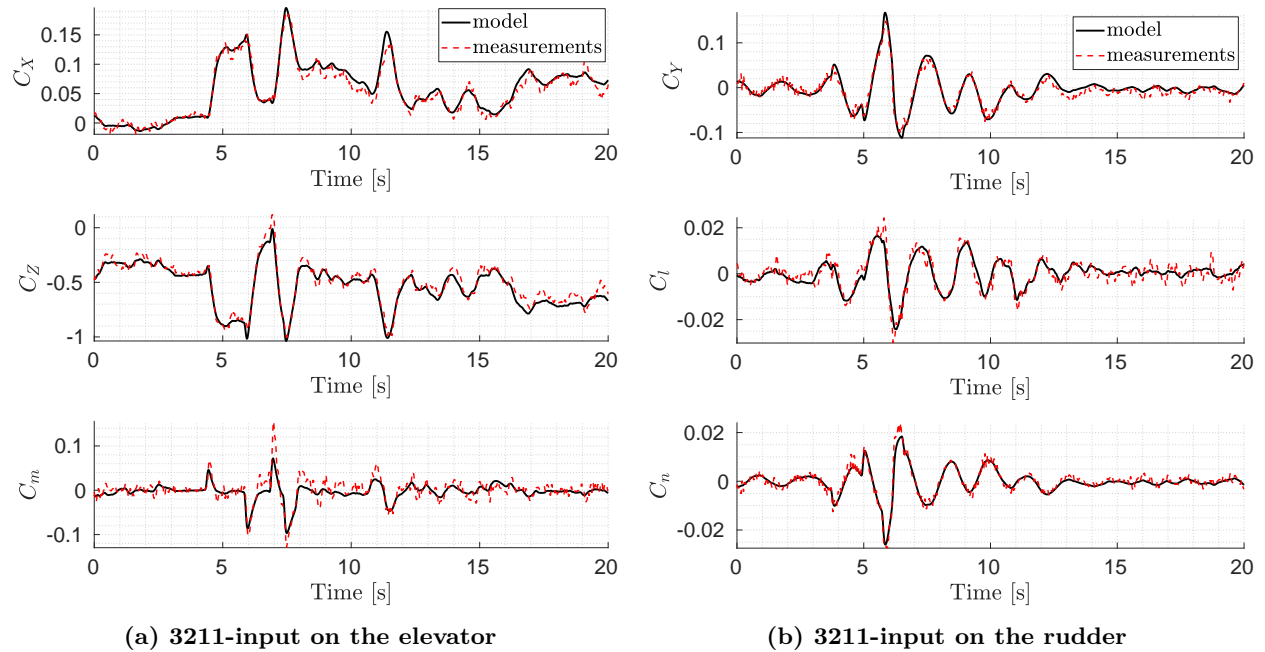 model
measurements
C_X
0.15
0.1
0.05
0
0 5 10 15 20
Time [s]
C_Z
0
-0.5
-1
0 5 10 15 20
Time [s]
C_m
0.1
0
-0.1
0 5 10 15 20
Time [s]
(a) 3211-input on the elevator
model
measurements
C_Y
0.1
0
-0.1
0 5 10 15 20
Time [s]
C_l
0.02
0
-0.02
0 5 10 15 20
Time [s]
C_n
0.02
0
-0.02
0 5 10 15 20
Time [s]
(b) 3211-input on the rudder